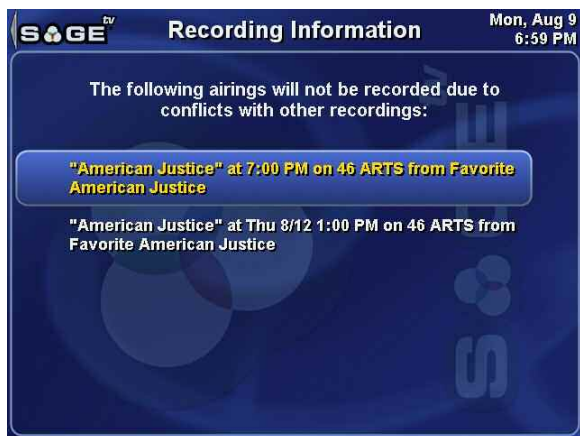 SAGE tv
Recording Information
Mon, Aug 9
6:59 PM
The following airings will not be recorded due to
conflicts with other recordings:
"American Justice" at 7:00 PM on 46 ARTS from Favorite
American Justice
"American Justice" at Thu 8/12 1:00 PM on 46 ARTS from
Favorite American Justice
SAGE tv